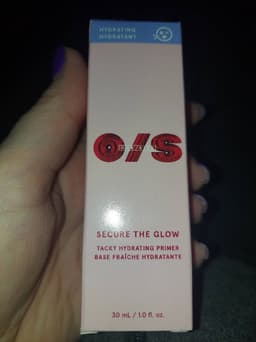 HYDRATING
HYDRATANT
O/S
SECURE THE GLOW
TACKY HYDRATING PRIMER
BASE FRAÎCHE HYDRATANTE
30 mL / 1.0 fl. oz.